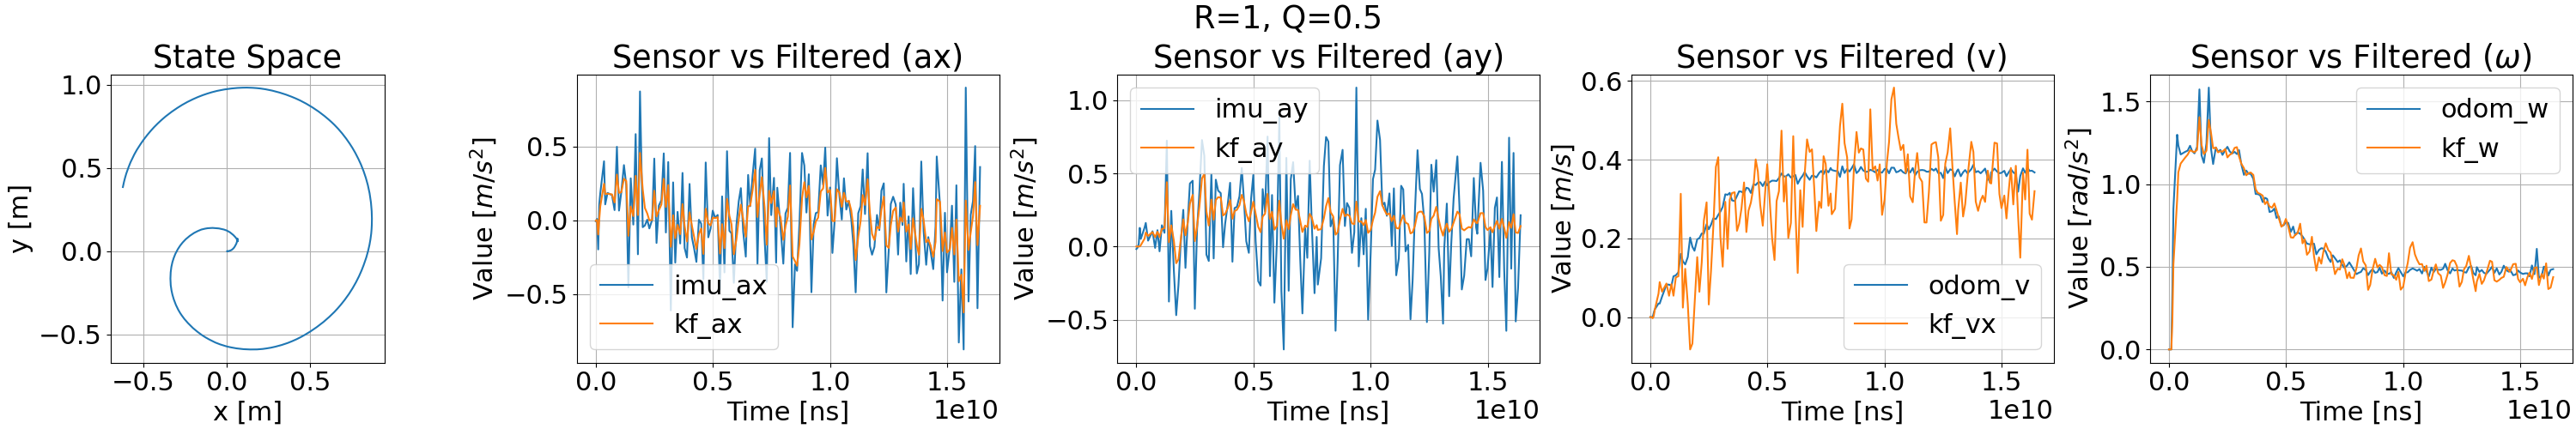 R=1, Q=0.5
State Space
1.0
0.5
0.0
−0.5
y [m]
−0.5 0.0 0.5
x [m]
Sensor vs Filtered (ax)
0.5
0.0
−0.5
Value [m/s²]
imu_ax
kf_ax
0.0 0.5 1.0 1.5
1e10
Time [ns]
Sensor vs Filtered (ay)
1.0
0.5
0.0
−0.5
Value [m/s²]
imu_ay
kf_ay
0.0 0.5 1.0 1.5
1e10
Time [ns]
Sensor vs Filtered (v)
0.6
0.4
0.2
0.0
Value [m/s]
odom_v
kf_vx
0.0 0.5 1.0 1.5
1e10
Time [ns]
Sensor vs Filtered (ω)
1.5
1.0
0.5
0.0
Value [rad/s²]
odom_w
kf_w
0.0 0.5 1.0 1.5
1e10
Time [ns]